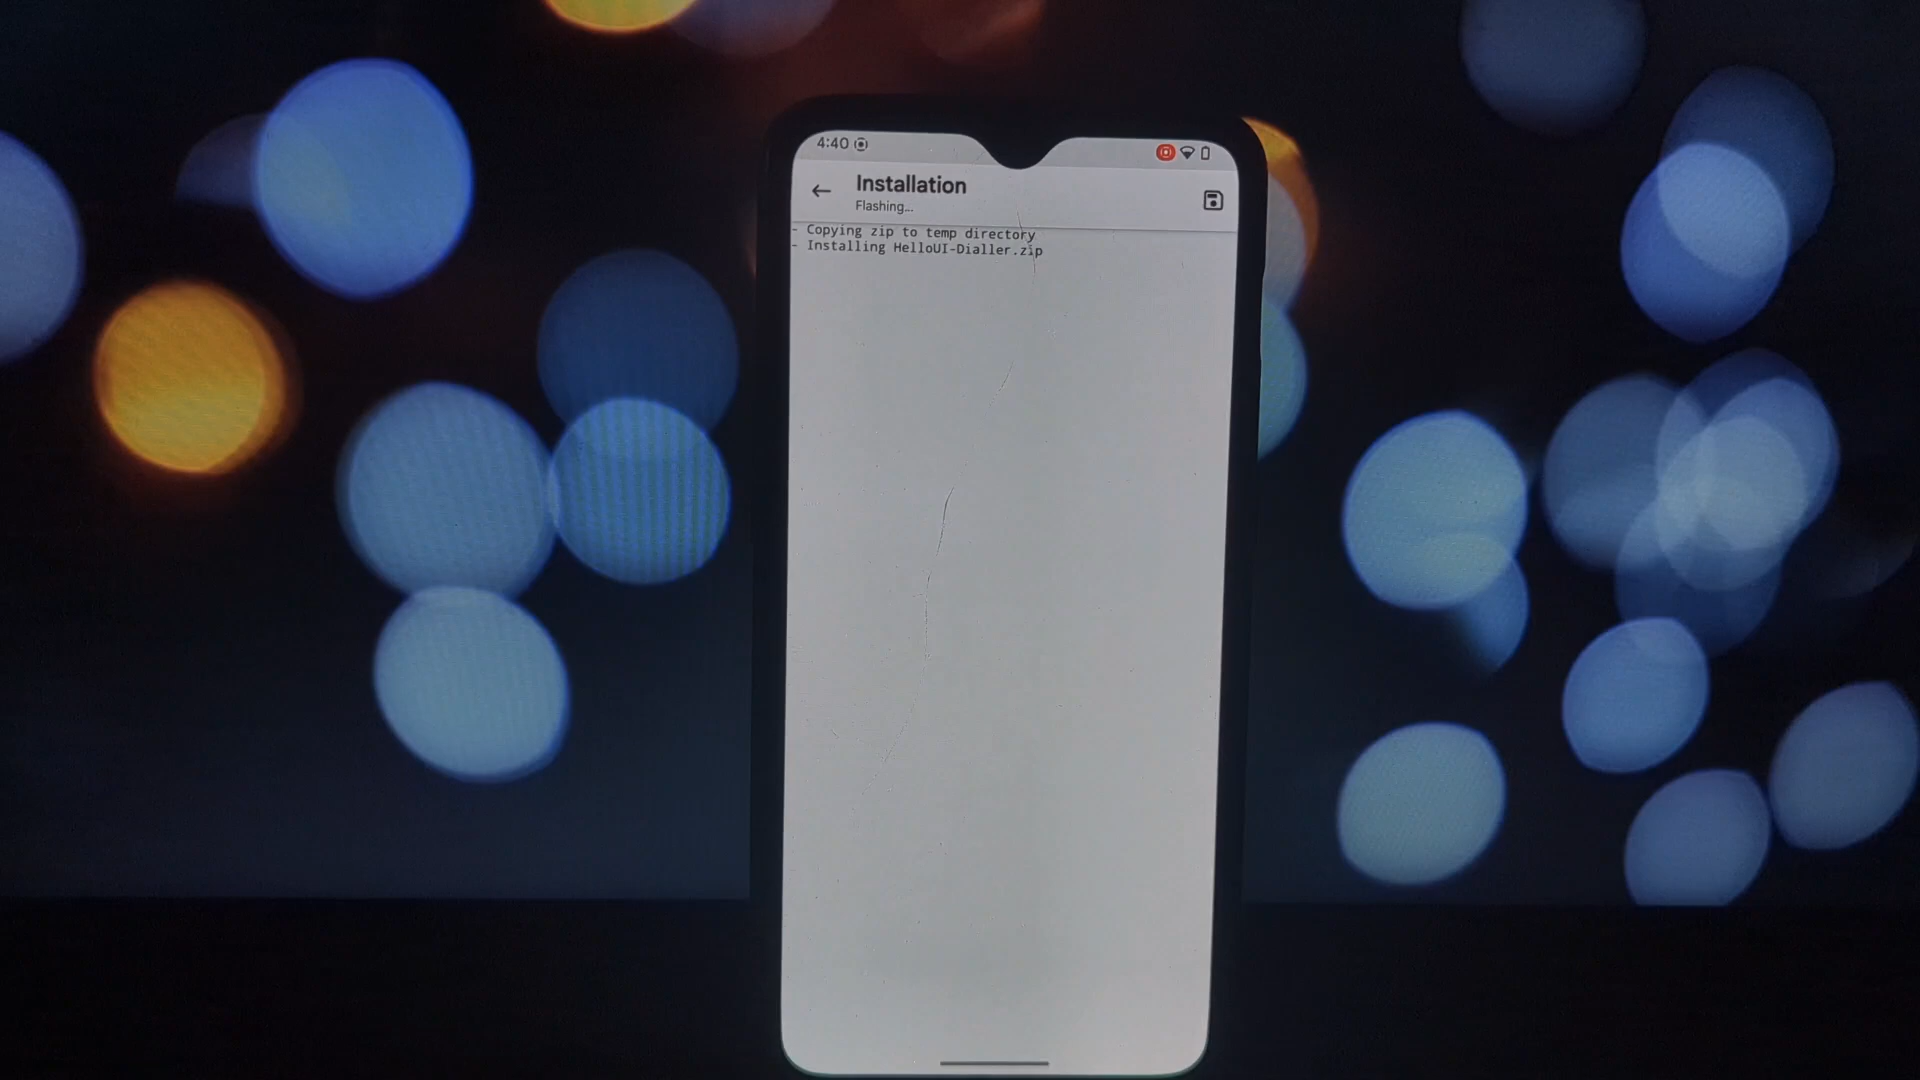 4:40
Installation
Flashing...
- Copying zip to temp directory
- Installing HelloUI-Dialler.zip